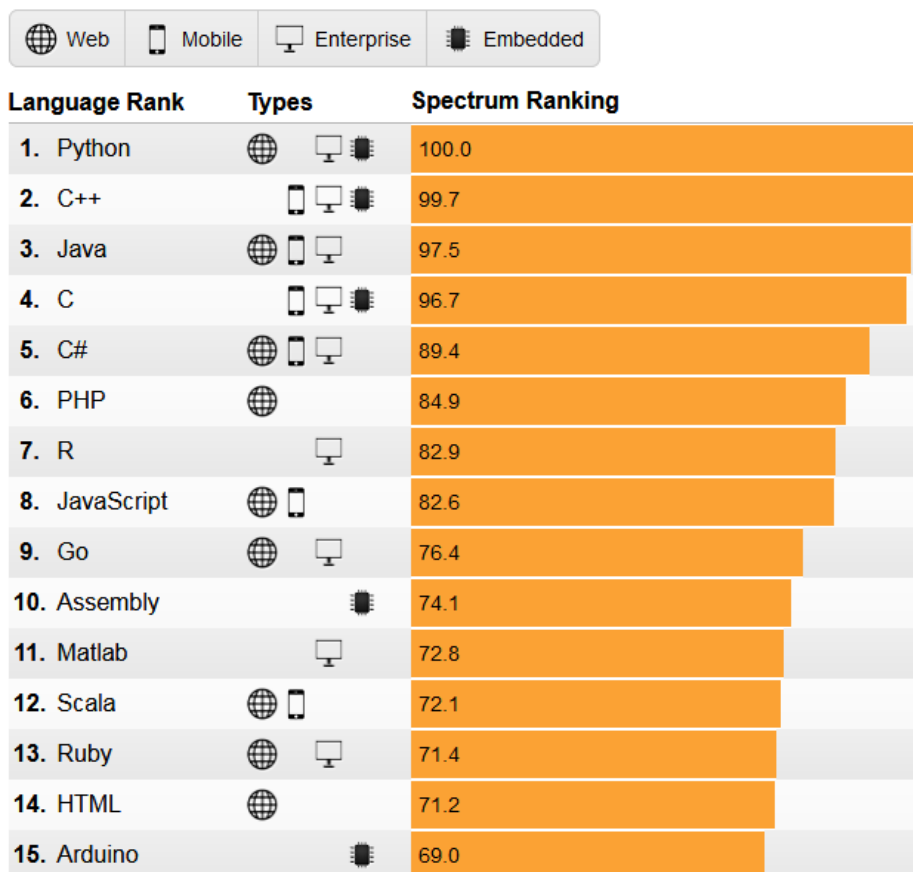 Web Mobile Enterprise Embedded
Language Rank Types Spectrum Ranking
1. Python 100.0
2. C++ 99.7
3. Java 97.5
4. C 96.7
5. C# 89.4
6. PHP 84.9
7. R 82.9
8. JavaScript 82.6
9. Go 76.4
10. Assembly 74.1
11. Matlab 72.8
12. Scala 72.1
13. Ruby 71.4
14. HTML 71.2
15. Arduino 69.0